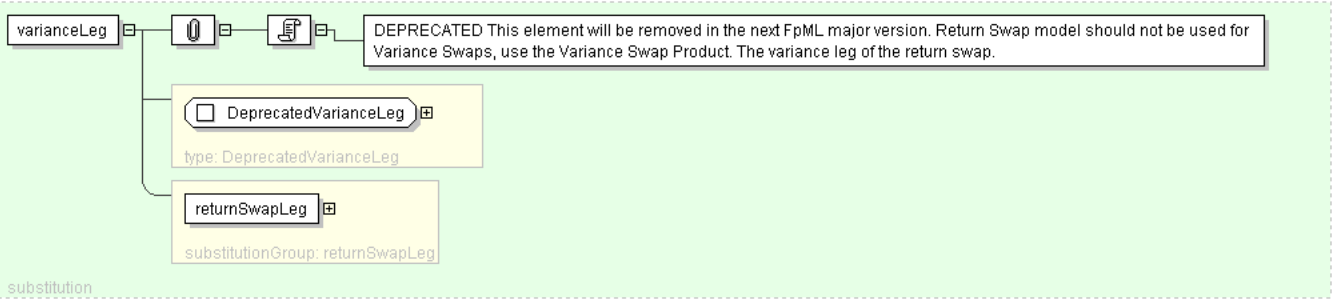 varianceLeg
DEPRECATED This element will be removed in the next FpML major version. Return Swap model should not be used for
Variance Swaps, use the Variance Swap Product. The variance leg of the return swap.
DeprecatedVarianceLeg
type: DeprecatedVarianceLeg
returnSwapLeg
substitutionGroup: returnSwapLeg
substitution